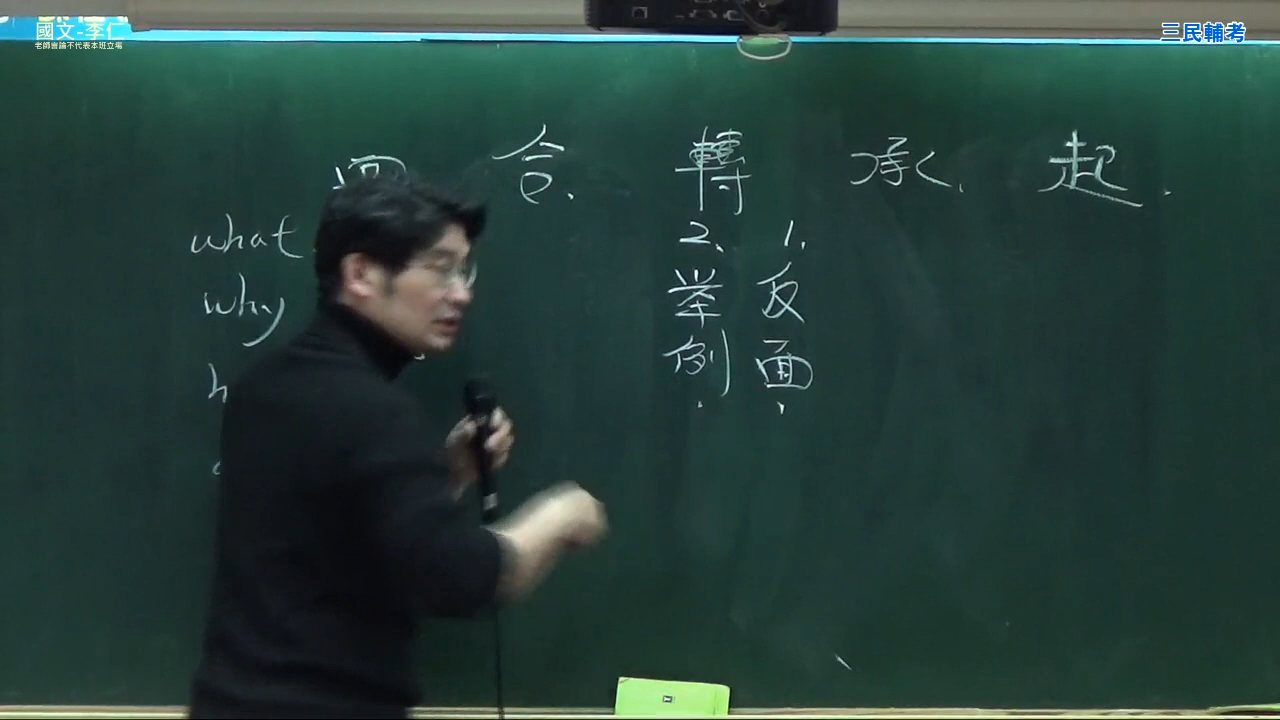 國文-李仁
老師言論不代表本班立場
三民輔考
起.
承.
轉
合.
1.反面.
2.举例.
what
why